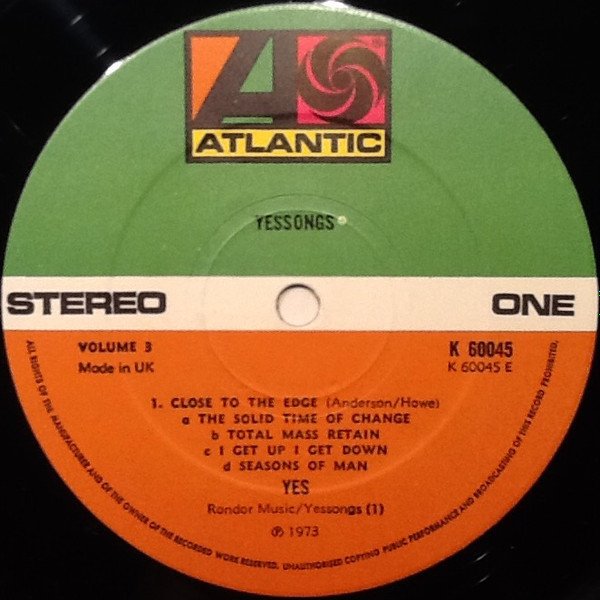 ATLANTIC
YESSONGS
STEREO ONE
VOLUME 3 K 60045
Made in UK K 60045 E
1. CLOSE TO THE EDGE (Anderson/Howe)
a THE SOLID TIME OF CHANGE
b TOTAL MASS RETAIN
c I GET UP I GET DOWN
d SEASONS OF MAN
YES
Rondor Music/Yessongs (1)
℗ 1973
ALL RIGHTS OF THE MANUFACTURER AND OF THE OWNER OF THE RECORDED WORK RESERVED. UNAUTHORISED COPYING PUBLIC PERFORMANCE AND BROADCASTING OF THIS RECORD PROHIBITED.